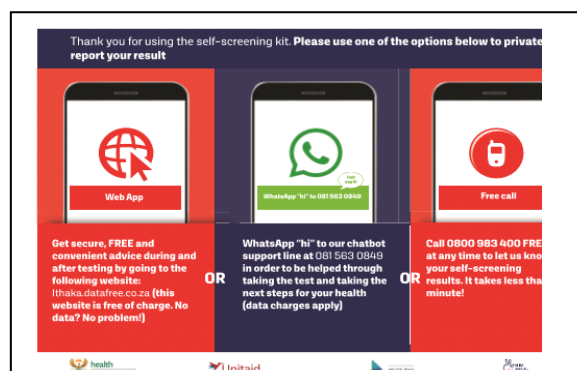 Thank you for using the self-screening kit. Please use one of the options below to private
report your result
Web App
Just
say hi
WhatsApp "hi" to 081 563 0849
Free call
Get secure, FREE and
convenient advice during and
after testing by going to the
following website:
Ithaka.datafree.co.za (this
website is free of charge. No
data? No problem!)
OR
WhatsApp "hi" to our chatbot
support line at 081 563 0849
in order to be helped through
taking the test and taking the
next steps for your health
(data charges apply)
OR
Call 0800 983 400 FRE
at any time to let us kno
your self-screening
results. It takes less tha
minute!
health
Unitaid